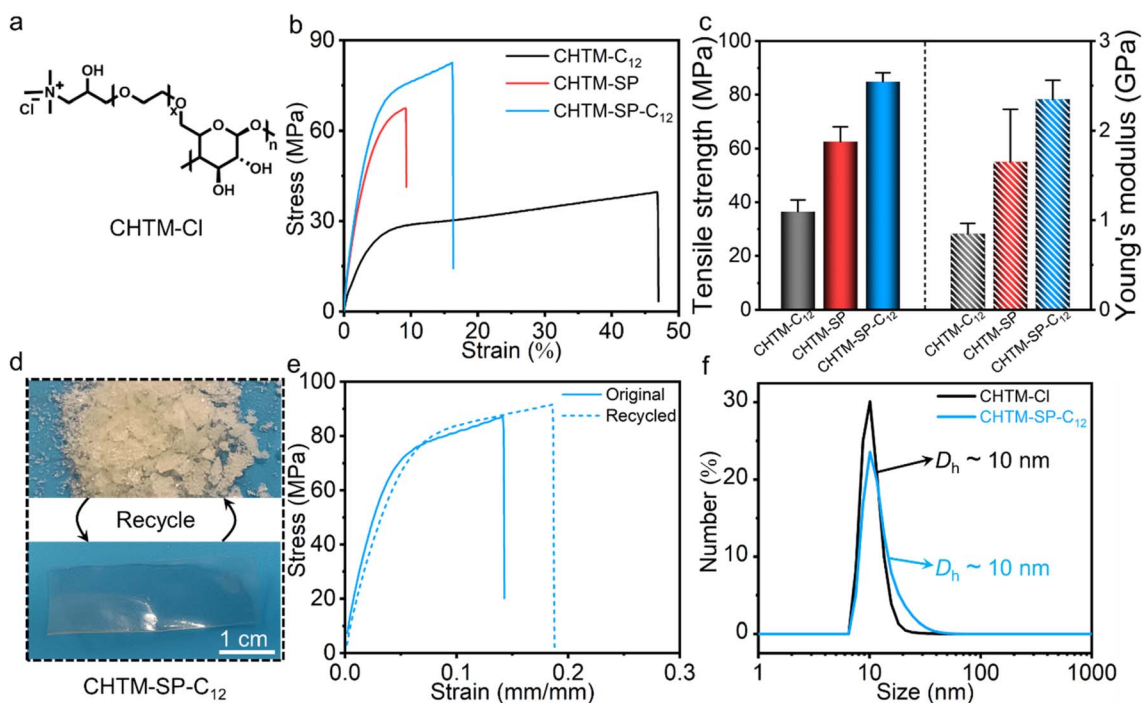 a
OH
N+
Cl−
O
x
O
O
O
n
OH
OH
CHTM-Cl
b
90
60
30
0
Stress (MPa)
CHTM-C12
CHTM-SP
CHTM-SP-C12
0 10 20 30 40 50
Strain (%)
c
100
80
60
40
20
0
Tensile strength (MPa)
3
2
1
0
Young's modulus (GPa)
CHTM-C12
CHTM-SP
CHTM-SP-C12
CHTM-C12
CHTM-SP
CHTM-SP-C12
d
Recycle
1 cm
CHTM-SP-C12
e
100
80
60
40
20
0
Stress (MPa)
Original
Recycled
0.0 0.1 0.2 0.3
Strain (mm/mm)
f
30
20
10
0
Number (%)
CHTM-Cl
CHTM-SP-C12
Dh ~ 10 nm
Dh ~ 10 nm
1 10 100 1000
Size (nm)